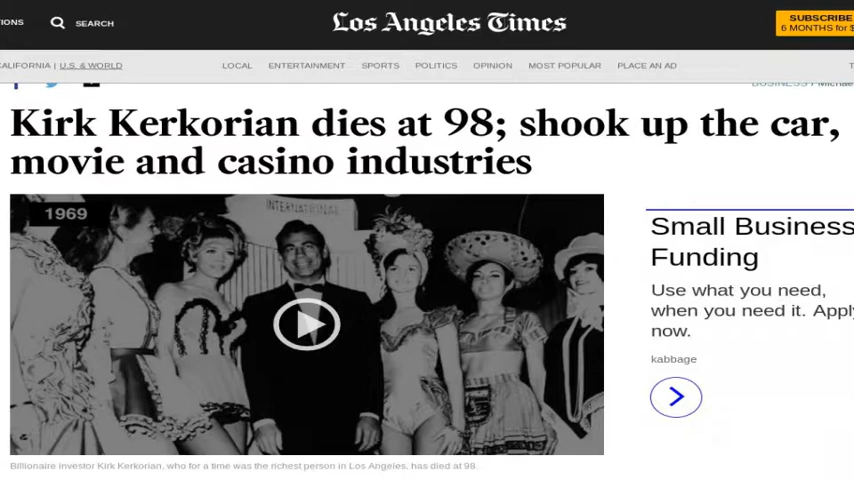 IONS
SEARCH
Los Angeles Times
SUBSCRIBE
6 MONTHS for $
CALIFORNIA | U.S. & WORLD
LOCAL ENTERTAINMENT SPORTS POLITICS OPINION MOST POPULAR PLACE AN AD
BUSINESS / Michael
Kirk Kerkorian dies at 98; shook up the car,
movie and casino industries
1969
INTERNATIONAL
Small Business
Funding
Use what you need,
when you need it. Apply
now.
kabbage
Billionaire investor Kirk Kerkorian, who for a time was the richest person in Los Angeles, has died at 98.